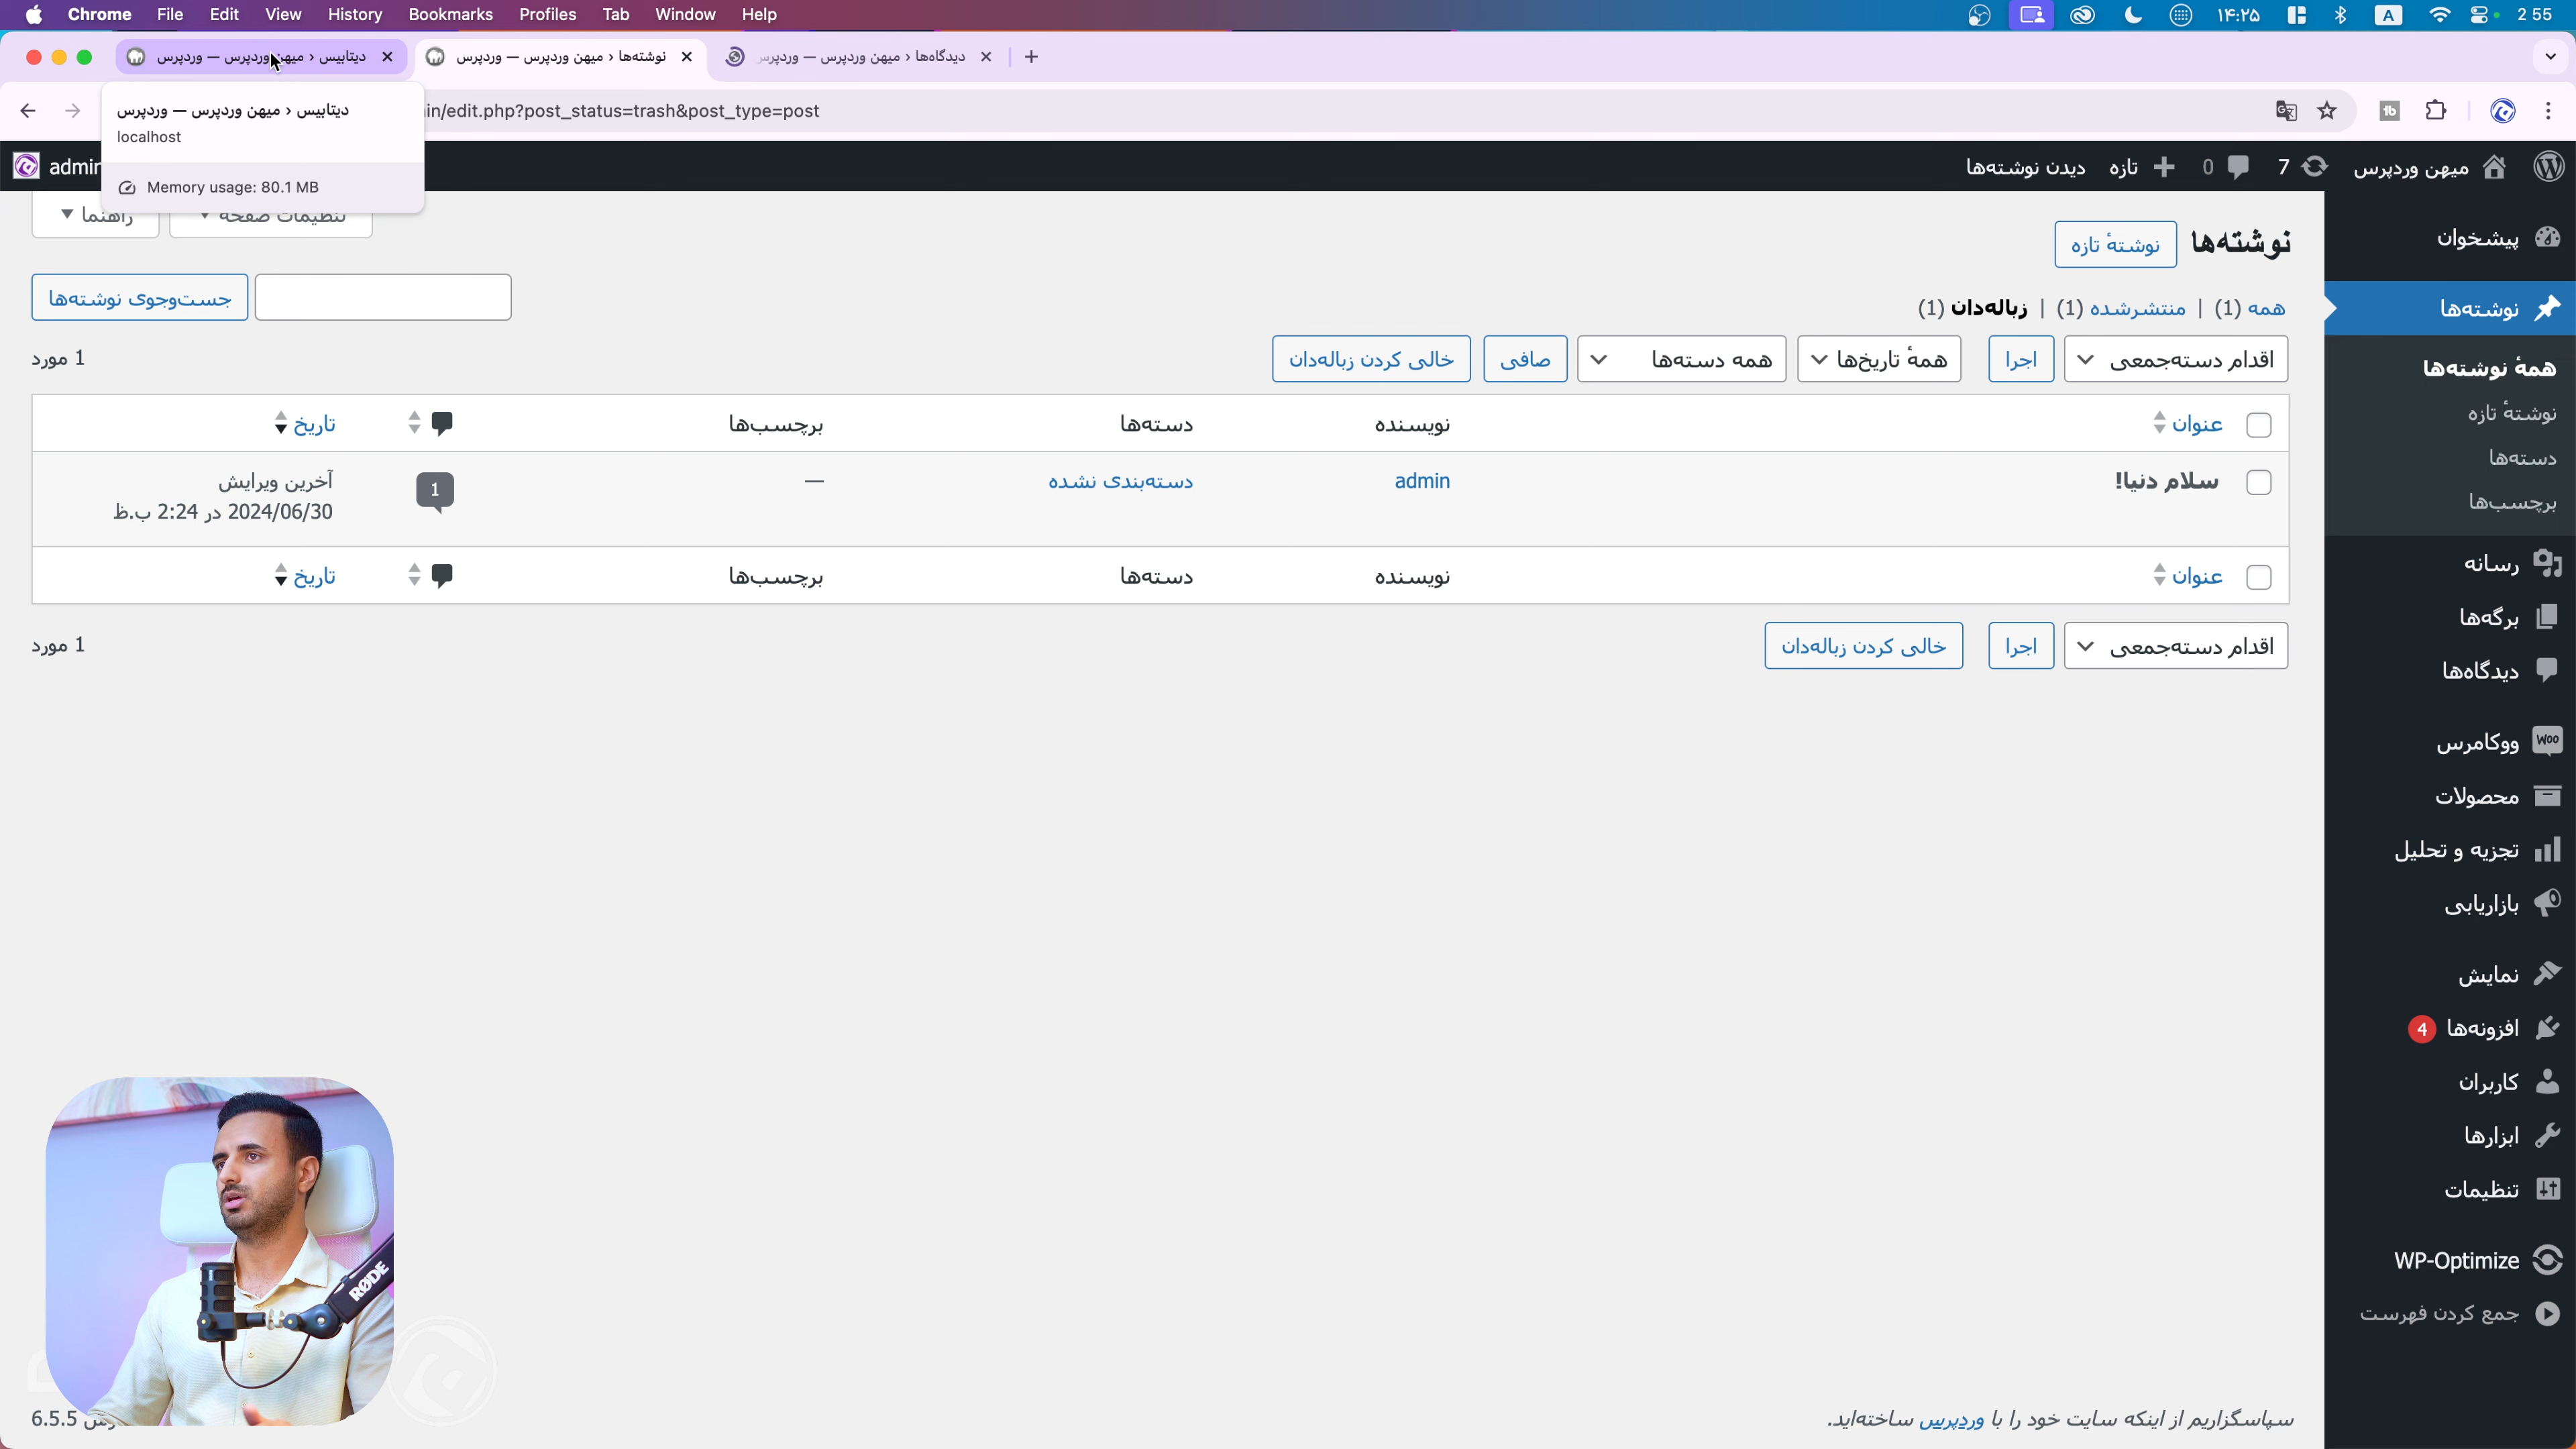 Chrome File Edit View History Bookmarks Profiles Tab Window Help
۱۴:۲۵ A 2 55
دیتابیس ‹ میهن وردپرس — وردپرس
نوشته‌ها ‹ میهن وردپرس — وردپرس
دیدگاه‌ها ‹ میهن وردپرس — وردپرس
in/edit.php?post_status=trash&post_type=post
دیتابیس ‹ میهن وردپرس — وردپرس
localhost
Memory usage: 80.1 MB
میهن وردپرس 7 0 تازه دیدن نوشته‌ها
admin
تنظیمات صفحه راهنما
نوشته‌ها نوشتهٔ تازه
همه (1) | منتشرشده (1) | زباله‌دان (1)
جست‌وجوی نوشته‌ها
اقدام دسته‌جمعی اجرا همهٔ تاریخ‌ها همه دسته‌ها صافی خالی کردن زباله‌دان
1 مورد
عنوان نویسنده دسته‌ها برچسب‌ها تاریخ
سلام دنیا! admin دسته‌بندی نشده — 1 آخرین ویرایش
2024/06/30 در 2:24 ب.ظ
عنوان نویسنده دسته‌ها برچسب‌ها تاریخ
اقدام دسته‌جمعی اجرا خالی کردن زباله‌دان
1 مورد
پیشخوان
نوشته‌ها
همهٔ نوشته‌ها
نوشتهٔ تازه
دسته‌ها
برچسب‌ها
رسانه
برگه‌ها
دیدگاه‌ها
Woo ووکامرس
محصولات
تجزیه و تحلیل
بازاریابی
نمایش
افزونه‌ها 4
کاربران
ابزارها
تنظیمات
WP-Optimize
جمع کردن فهرست
RØDE
سپاسگزاریم از اینکه سایت خود را با وردپرس ساخته‌اید.
6.5.5